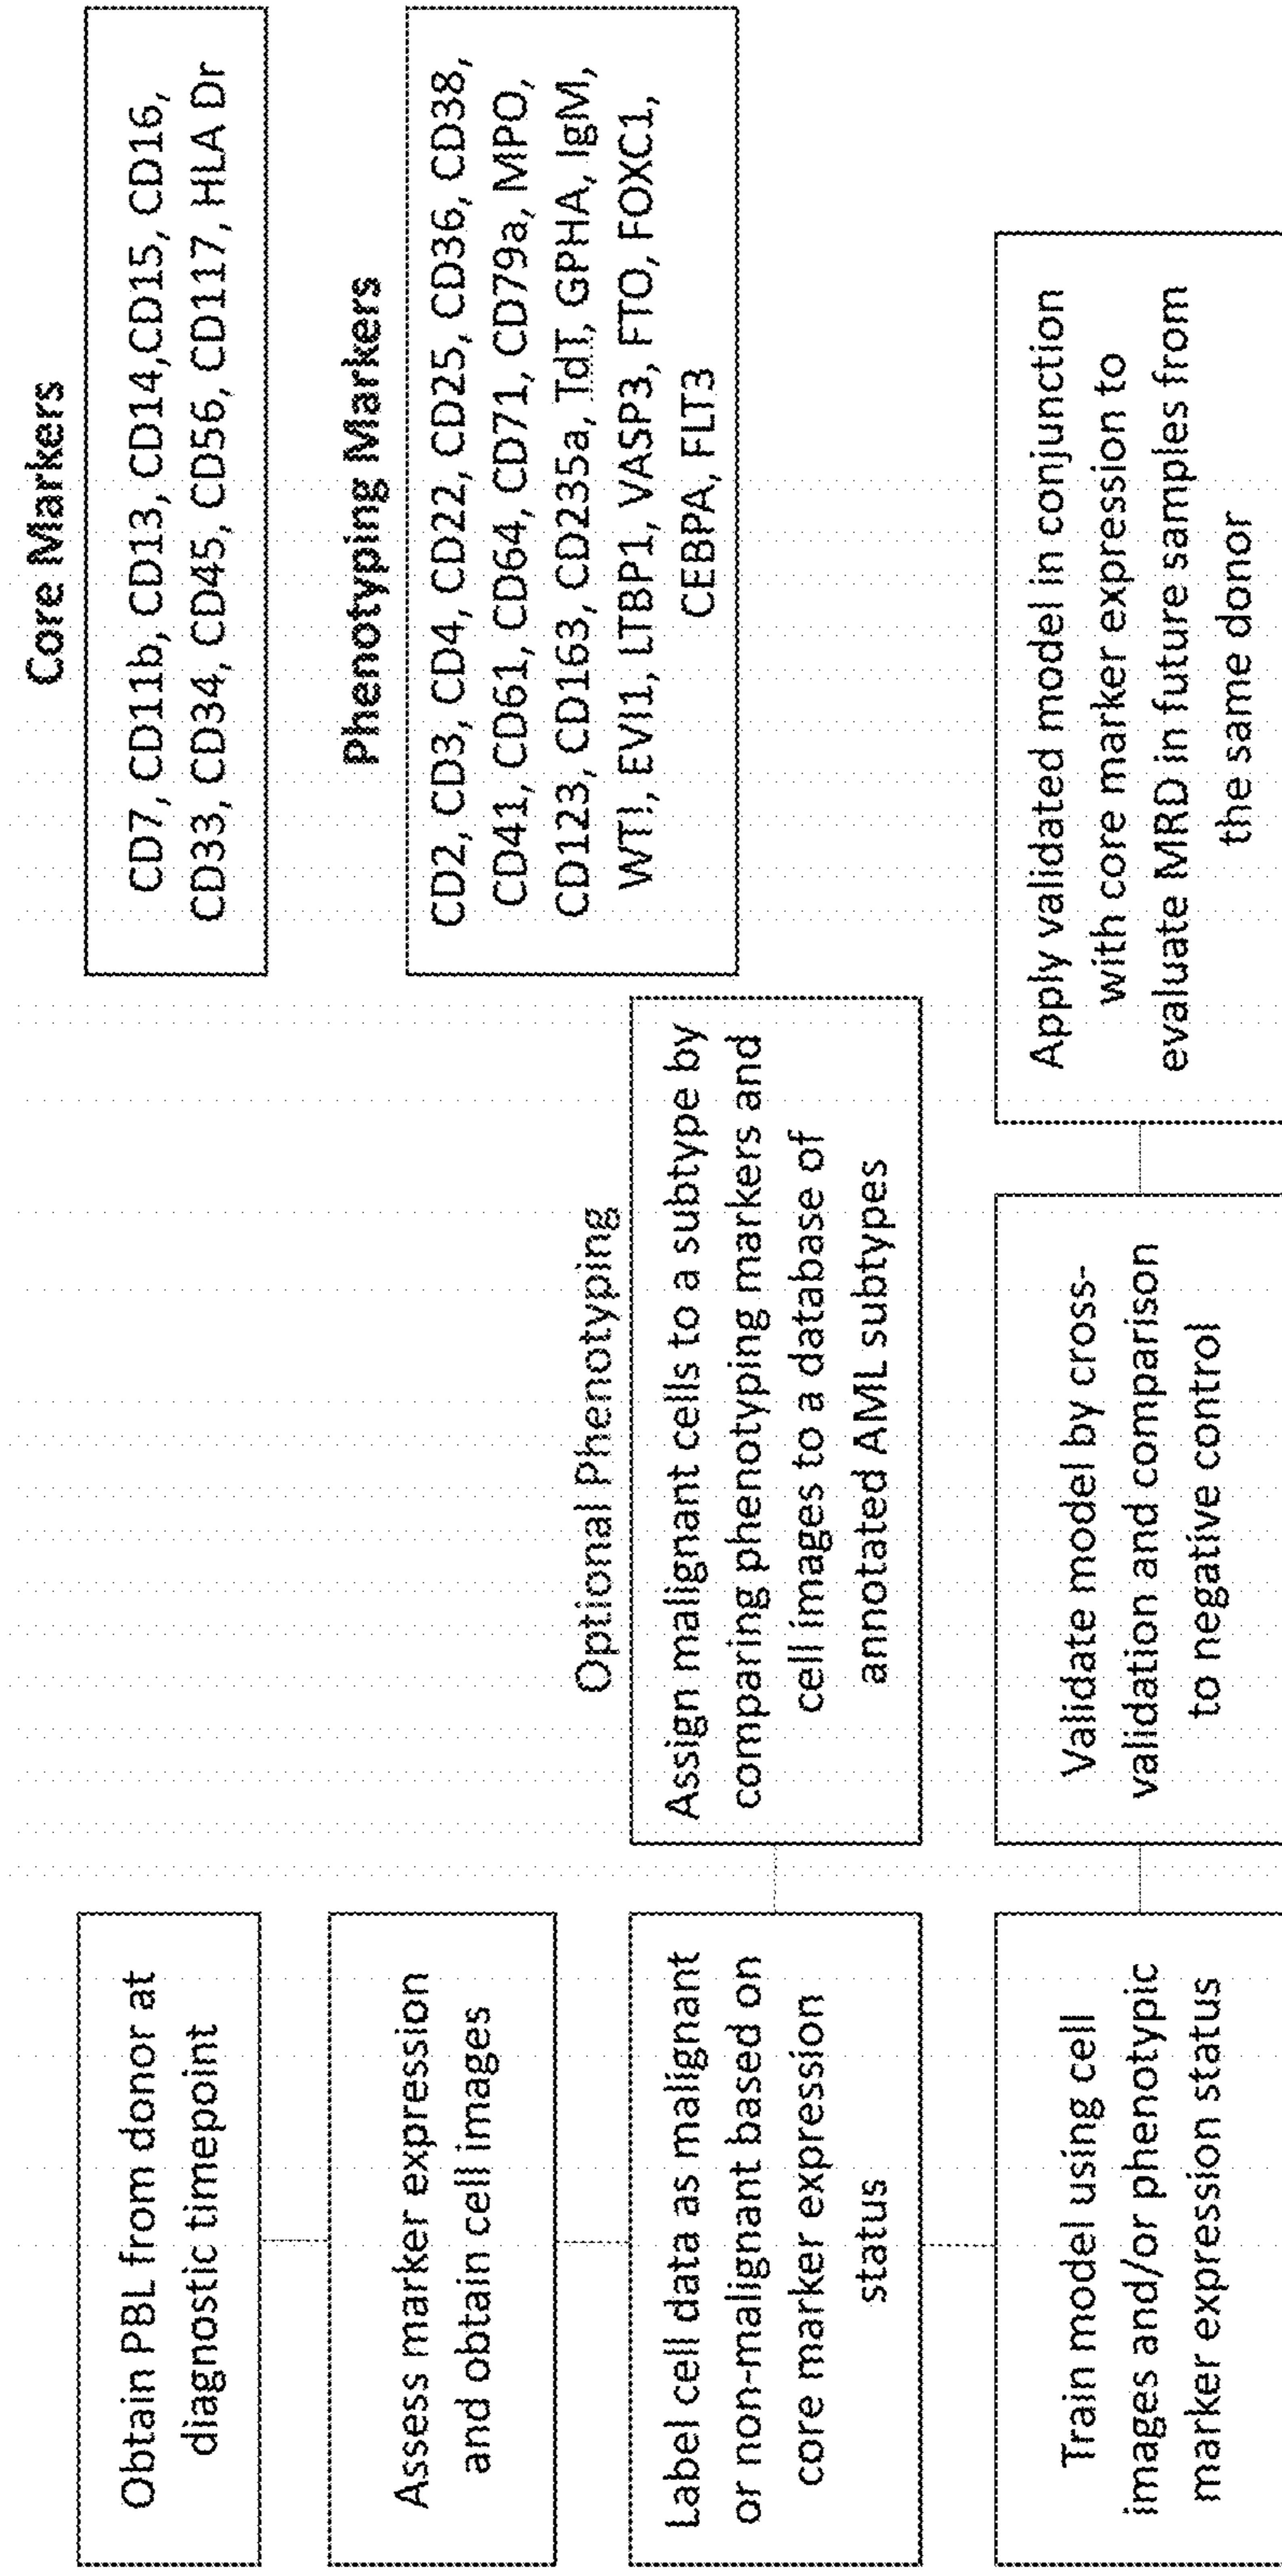 Core Markers
CD7, CD11b, CD13, CD14,CD15, CD16,
CD33, CD34, CD45, CD56, CD117, HLA Dr
Phenotyping Markers
CD2, CD3, CD4, CD22, CD25, CD36, CD38,
CD41, CD61, CD64, CD71, CD79a, MPO,
CD123, CD163, CD235a, TdT, GPHA, IgM,
WT!, EVI1, LTBP1, VASP3, FTO, FOXC1,
CEBPA, FLT3
Obtain PBL from donor at
diagnostic timepoint
Assess marker expression
and obtain cell images
Label cell data as malignant
or non-malignant based on
core marker expression
status
Optional Phenotyping
Assign malignant cells to a subtype by
comparing phenotyping markers and
cell images to a database of
annotated AML subtypes
Train model using cell
images and/or phenotypic
marker expression status
Validate model by cross-
validation and comparison
to negative control
Apply validated model in conjunction
with core marker expression to
evaluate MRD in future samples from
the same donor